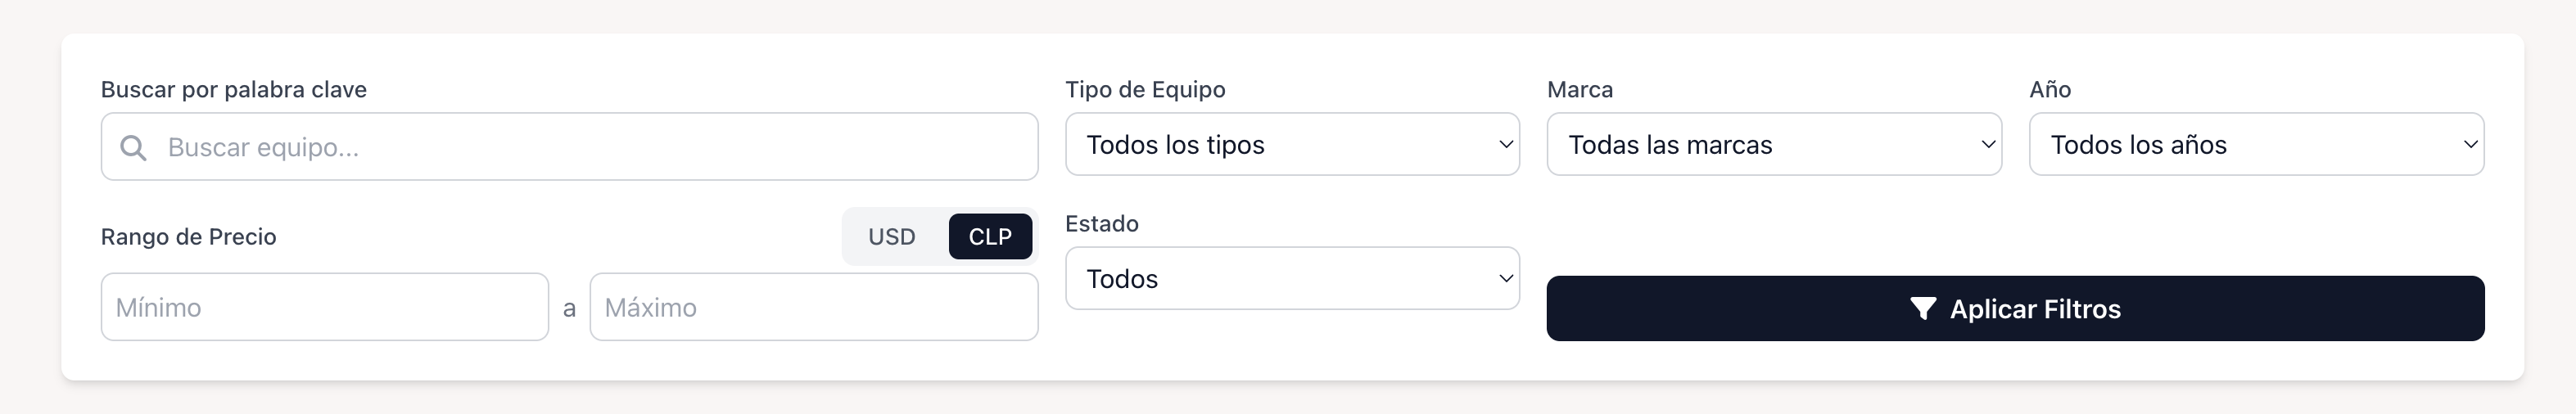 Buscar por palabra clave
Buscar equipo...
Tipo de Equipo
Todos los tipos
Marca
Todas las marcas
Año
Todos los años
Rango de Precio
USD CLP
Mínimo a Máximo
Estado
Todos
Aplicar Filtros